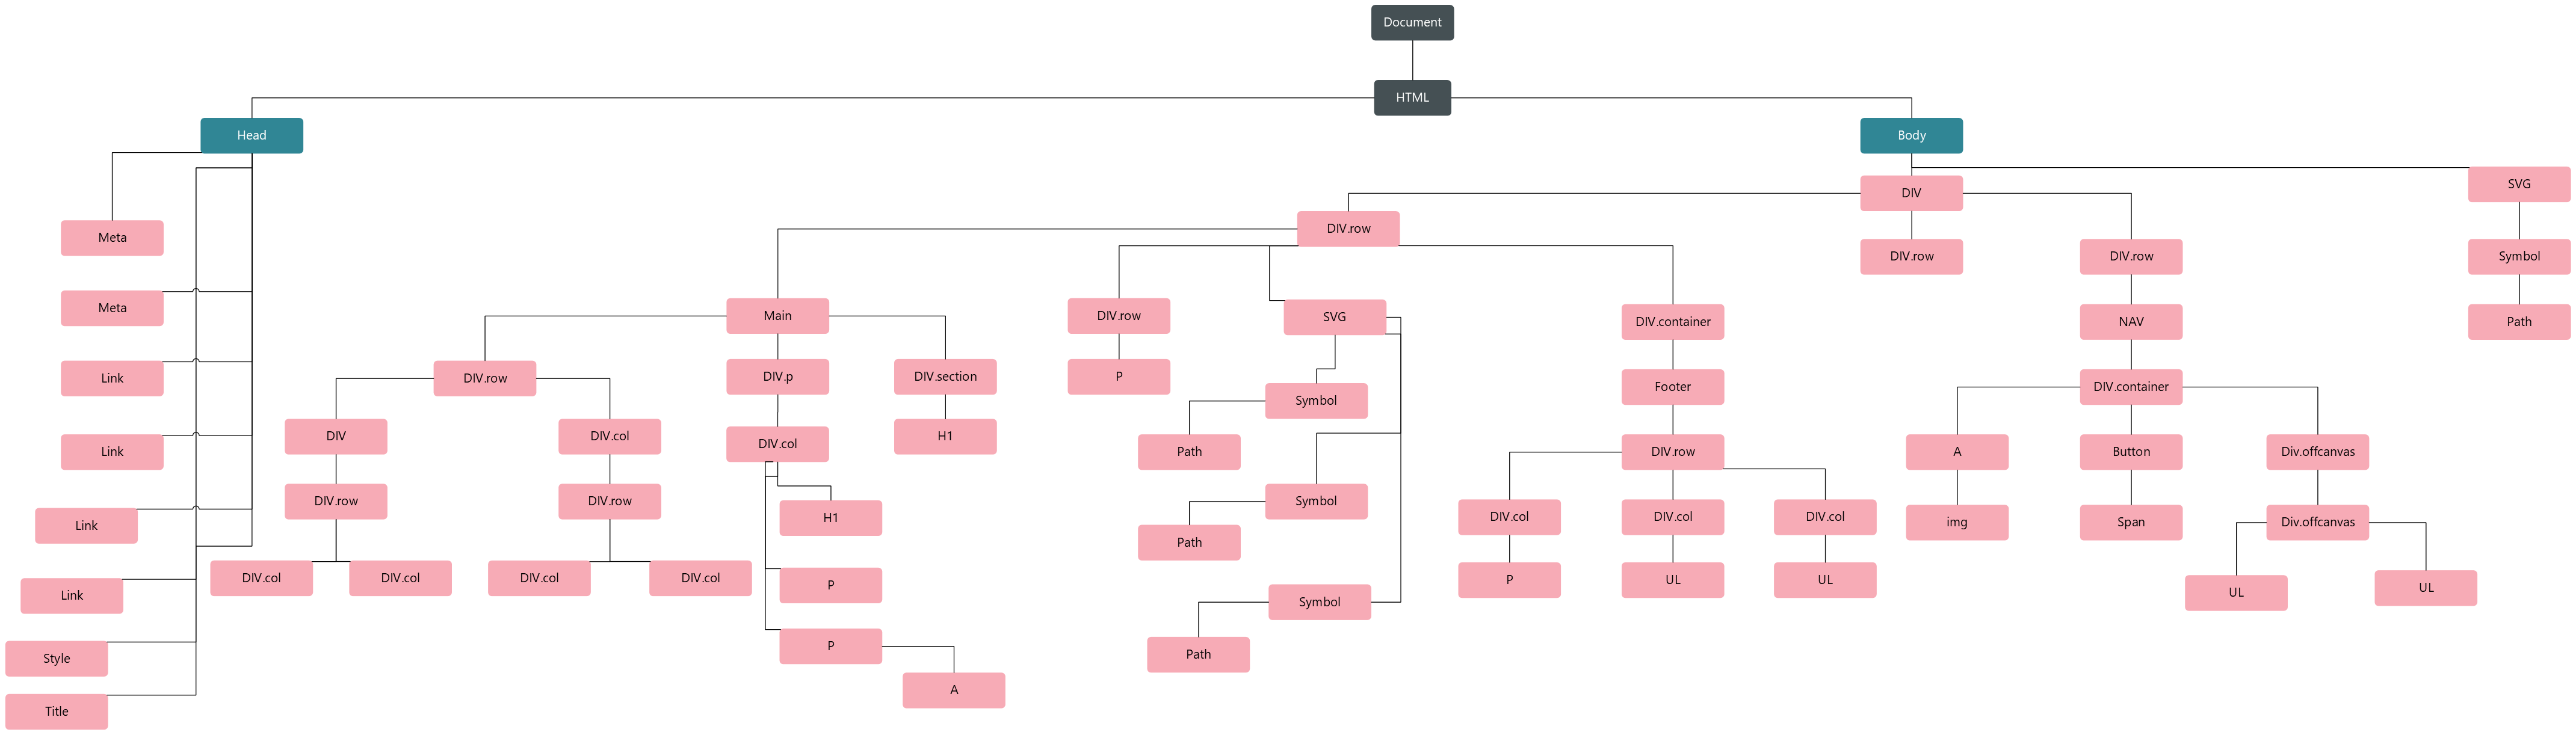 Document
HTML
Head
Body
SVG
DIV
DIV.row
Meta
DIV.row
DIV.row
Symbol
Meta
Main
DIV.row
SVG
DIV.container
NAV
Path
Link
DIV.row
DIV.p
DIV.section
P
Footer
DIV.container
Symbol
Link
DIV
DIV.col
DIV.col
H1
Path
DIV.row
A
Button
Div.offcanvas
DIV.row
DIV.row
Symbol
Link
H1
DIV.col
DIV.col
DIV.col
img
Span
Div.offcanvas
Path
DIV.col
DIV.col
DIV.col
DIV.col
P
P
UL
UL
UL
UL
Link
Symbol
Style
P
Path
A
Title